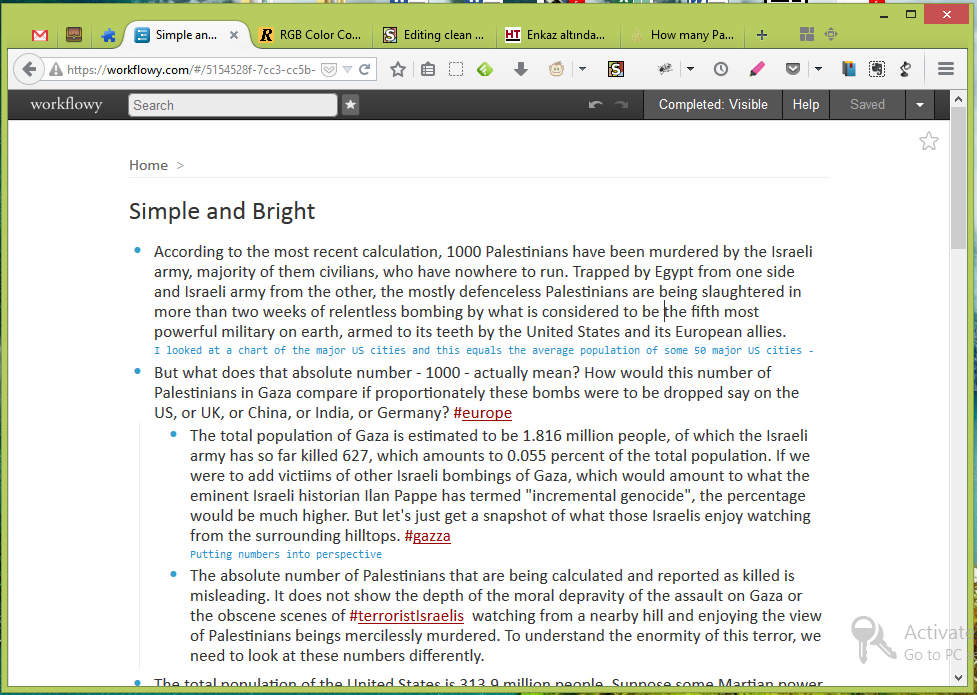 Simple an...
RGB Color Co...
Editing clean ...
HT Enkaz altında...
How many Pa...
https://workflowy.com/#/5154528f-7cc3-cc5b-
workflowy
Search
Completed: Visible
Help
Saved
Home >
Simple and Bright
According to the most recent calculation, 1000 Palestinians have been murdered by the Israeli
army, majority of them civilians, who have nowhere to run. Trapped by Egypt from one side
and Israeli army from the other, the mostly defenceless Palestinians are being slaughtered in
more than two weeks of relentless bombing by what is considered to be the fifth most
powerful military on earth, armed to its teeth by the United States and its European allies.
I looked at a chart of the major US cities and this equals the average population of some 50 major US cities -
But what does that absolute number - 1000 - actually mean? How would this number of
Palestinians in Gaza compare if proportionately these bombs were to be dropped say on the
US, or UK, or China, or India, or Germany? #europe
The total population of Gaza is estimated to be 1.816 million people, of which the Israeli
army has so far killed 627, which amounts to 0.055 percent of the total population. If we
were to add victiims of other Israeli bombings of Gaza, which would amount to what the
eminent Israeli historian Ilan Pappe has termed "incremental genocide", the percentage
would be much higher. But let's just get a snapshot of what those Israelis enjoy watching
from the surrounding hilltops. #gazza
Putting numbers into perspective
The absolute number of Palestinians that are being calculated and reported as killed is
misleading. It does not show the depth of the moral depravity of the assault on Gaza or
the obscene scenes of #terroristIsraelis watching from a nearby hill and enjoying the view
of Palestinians beings mercilessly murdered. To understand the enormity of this terror, we
need to look at these numbers differently.
Activate
Go to PC
The total population of the United States is 313.9 million people. Suppose some Martian power